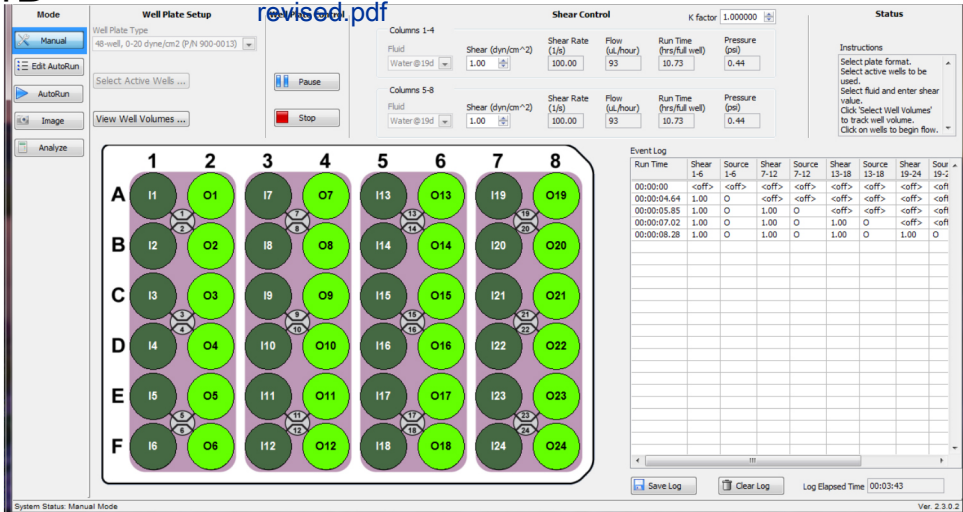 revised.pdf
Mode
Manual
Edit AutoRun
AutoRun
Image
Analyze
Well Plate Setup
Well Plate Type
48-well, 0-20 dyne/cm2 (P/N 900-0013)
Select Active Wells ...
View Well Volumes ...
Well Plate Control
Pause
Stop
Shear Control
K factor 1.000000
Columns 1-4
Fluid
Shear (dyn/cm^2)
Shear Rate (1/s)
Flow (uL/hour)
Run Time (hrs/full well)
Pressure (psi)
Water@19d 1.00 100.00 93 10.73 0.44
Columns 5-8
Fluid
Shear (dyn/cm^2)
Shear Rate (1/s)
Flow (uL/hour)
Run Time (hrs/full well)
Pressure (psi)
Water@19d 1.00 100.00 93 10.73 0.44
Status
Instructions
Select plate format.
Select active wells to be
used.
Select fluid and enter shear
value.
Click 'Select Well Volumes'
to track well volume.
Click on wells to begin flow.
1 2 3 4 5 6 7 8
A I1 O1 I7 O7 I13 O13 I19 O19
1 7 13 19
2 8 14 20
B I2 O2 I8 O8 I14 O14 I20 O20
C I3 O3 I9 O9 I15 O15 I21 O21
3 9 15 21
4 10 16 22
D I4 O4 I10 O10 I16 O16 I22 O22
E I5 O5 I11 O11 I17 O17 I23 O23
5 11 17 23
6 12 18 24
F I6 O6 I12 O12 I18 O18 I24 O24
Event Log
Run Time Shear Source Shear Source Shear Source Shear Sour
1-6 1-6 7-12 7-12 13-18 13-18 19-24 19-2
00:00:00 <off> <off> <off> <off> <off> <off> <off> <off
00:00:04.64 1.00 O <off> <off> <off> <off> <off> <off
00:00:05.85 1.00 O 1.00 O <off> <off> <off> <off
00:00:07.02 1.00 O 1.00 O 1.00 O <off> <off
00:00:08.28 1.00 O 1.00 O 1.00 O 1.00 O
Save Log
Clear Log
Log Elapsed Time 00:03:43
System Status: Manual Mode
Ver. 2.3.0.2